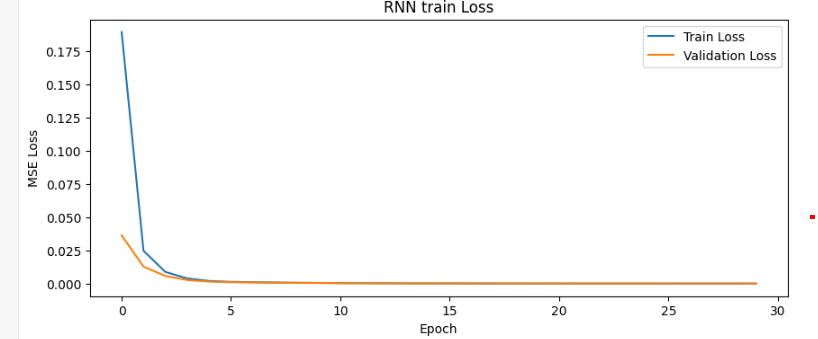 RNN train Loss
Train Loss
Validation Loss
MSE Loss
0.175
0.150
0.125
0.100
0.075
0.050
0.025
0.000
0 5 10 15 20 25 30
Epoch